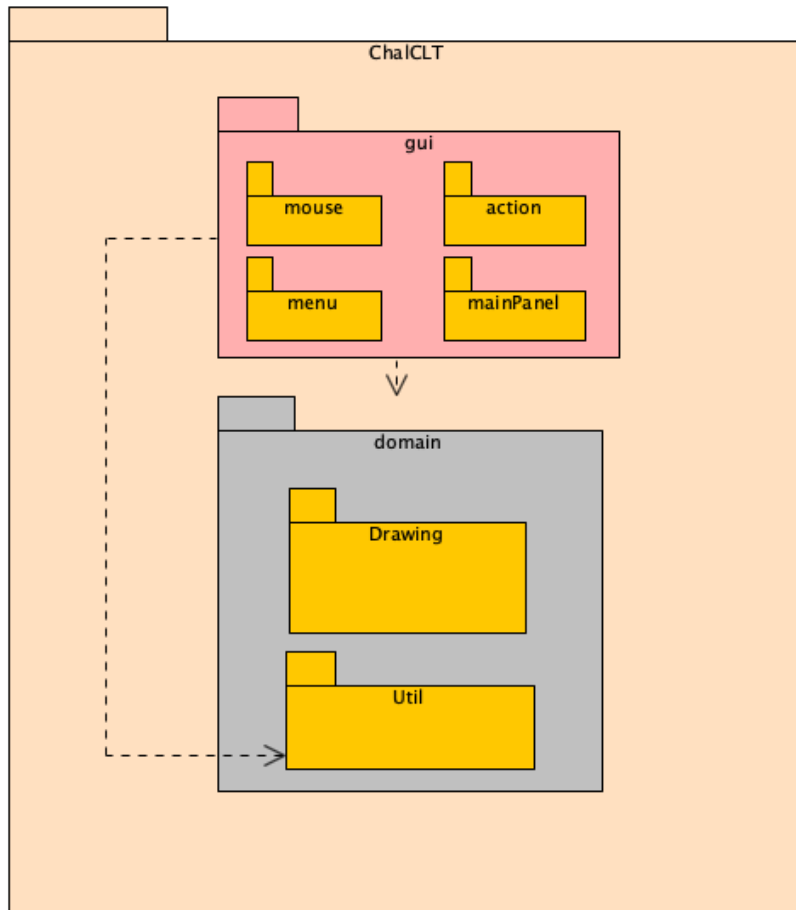 ChalCLT
gui
mouse
action
menu
mainPanel
domain
Drawing
Util